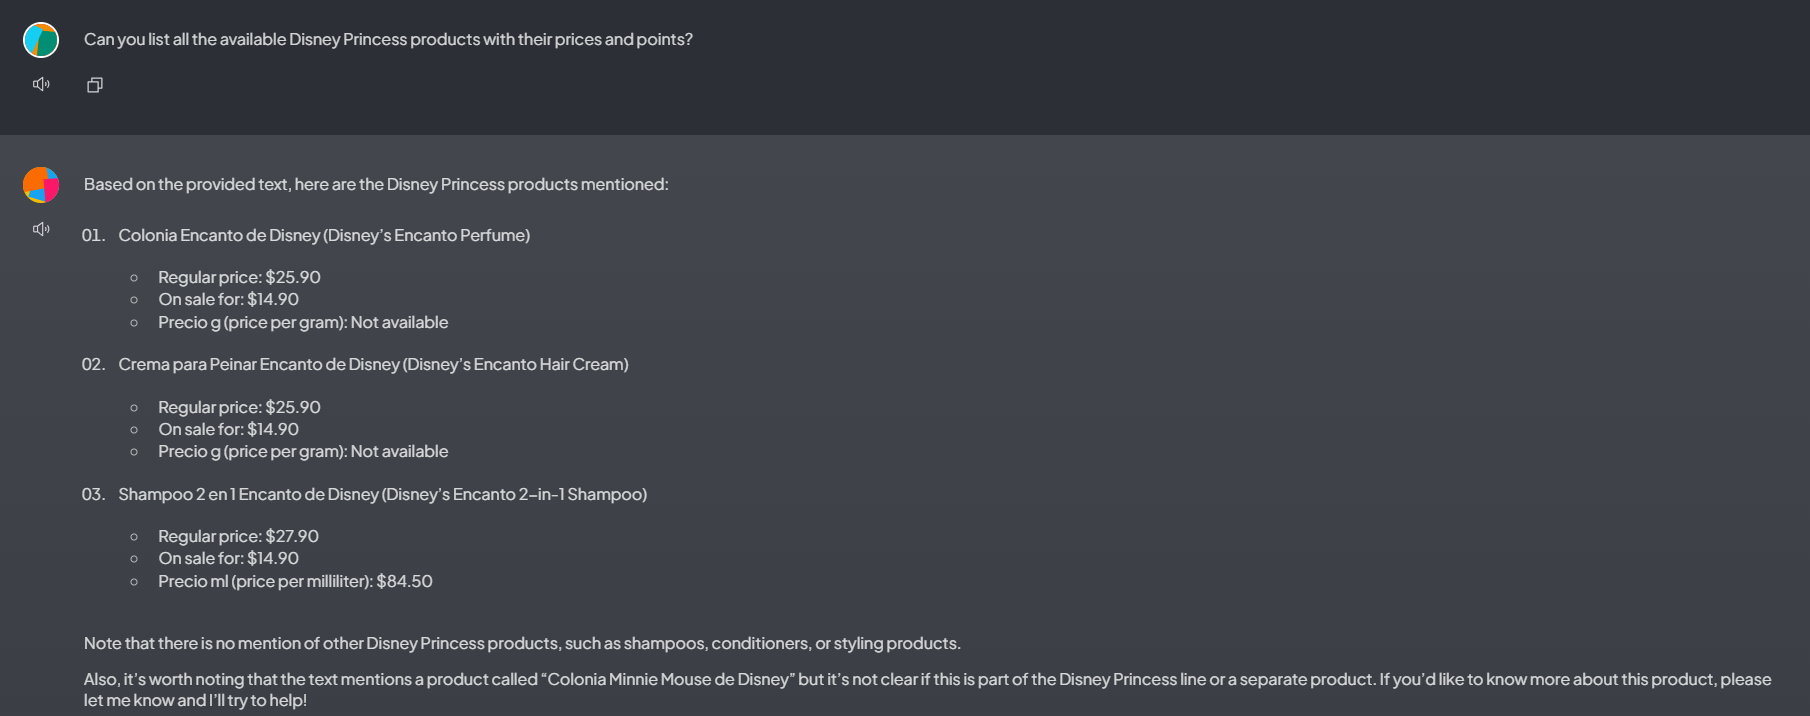 Can you list all the available Disney Princess products with their prices and points?
Based on the provided text, here are the Disney Princess products mentioned:
01. Colonia Encanto de Disney (Disney's Encanto Perfume)
Regular price: $25.90
On sale for: $14.90
Precio g (price per gram): Not available
02. Crema para Peinar Encanto de Disney (Disney's Encanto Hair Cream)
Regular price: $25.90
On sale for: $14.90
Precio g (price per gram): Not available
03. Shampoo 2 en 1 Encanto de Disney (Disney's Encanto 2-in-1 Shampoo)
Regular price: $27.90
On sale for: $14.90
Precio ml (price per milliliter): $84.50
Note that there is no mention of other Disney Princess products, such as shampoos, conditioners, or styling products.
Also, it's worth noting that the text mentions a product called “Colonia Minnie Mouse de Disney” but it's not clear if this is part of the Disney Princess line or a separate product. If you'd like to know more about this product, please
let me know and I'll try to help!